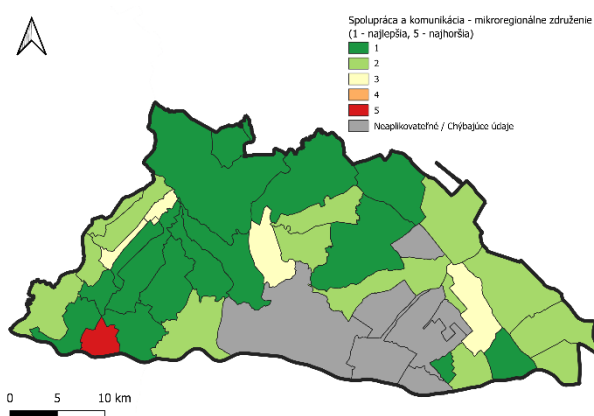 Spolupráca a komunikácia - mikroregionálne združenie
(1 - najlepšia, 5 - najhoršia)
1
2
3
4
5
Neaplikovateľné / Chýbajúce údaje
0 5 10 km